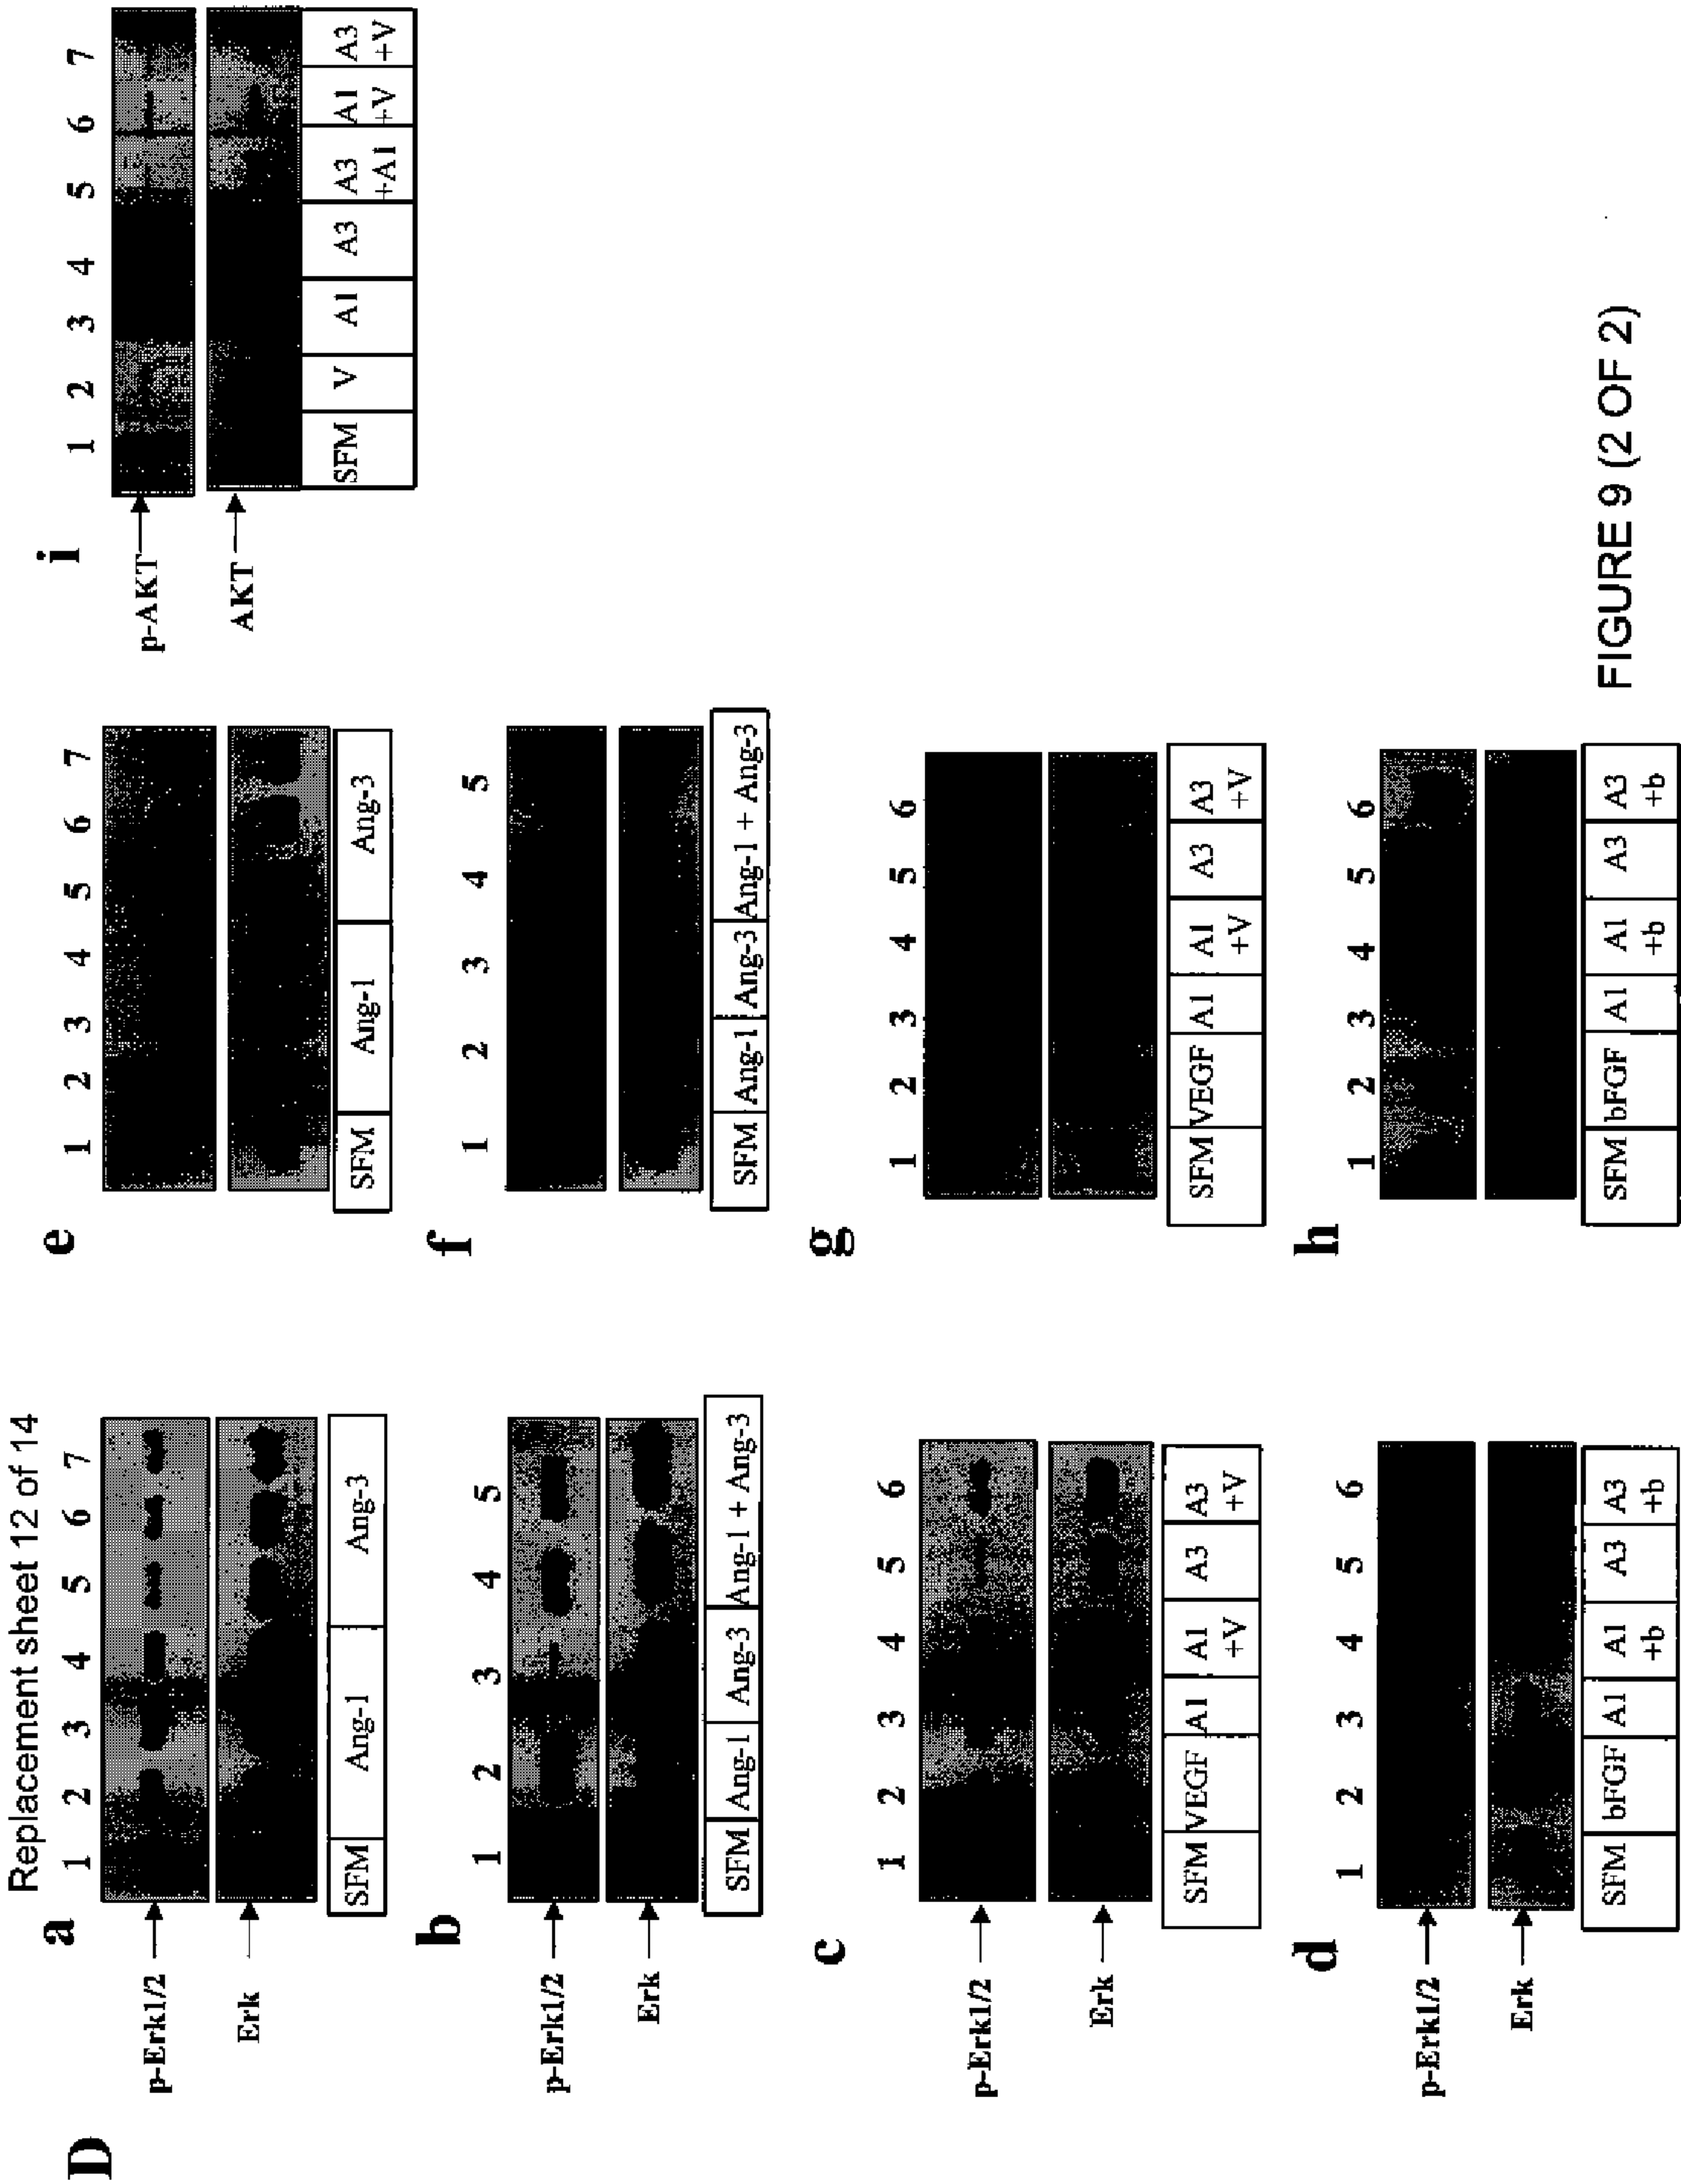 Replacement sheet 12 of 14
D
a
1 2 3 4 5 6 7
p-Erk1/2
Erk
SFM Ang-1 Ang-3
b
1 2 3 4 5
p-Erk1/2
Erk
SFM Ang-1 Ang-3 Ang-1 + Ang-3
c
1 2 3 4 5 6
p-Erk1/2
Erk
SFM VEGF A1 A1 A3 A3
+V +V
d
1 2 3 4 5 6
p-Erk1/2
Erk
SFM bFGF A1 A1 A3 A3
+b +b
e
1 2 3 4 5 6 7
SFM Ang-1 Ang-3
f
1 2 3 4 5
SFM Ang-1 Ang-3 Ang-1 + Ang-3
g
1 2 3 4 5 6
SFM VEGF A1 A1 A3 A3
+V +V
h
1 2 3 4 5 6
SFM bFGF A1 A1 A3 A3
+b +b
i
1 2 3 4 5 6 7
p-AKT
AKT
SFM V A1 A3 A3 A1 A3
+A1 +V +V
FIGURE 9 (2 OF 2)